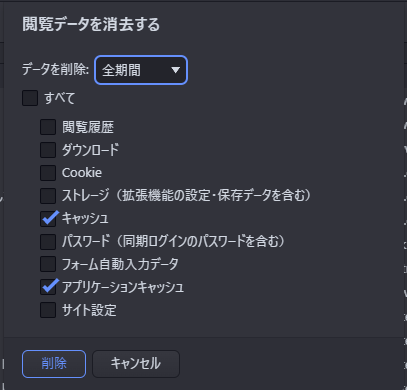 閲覧データを消去する
データを削除: 全期間
すべて
閲覧履歴
ダウンロード
Cookie
ストレージ（拡張機能の設定・保存データを含む）
キャッシュ
パスワード（同期ログインのパスワードを含む）
フォーム自動入力データ
アプリケーションキャッシュ
サイト設定
削除 キャンセル